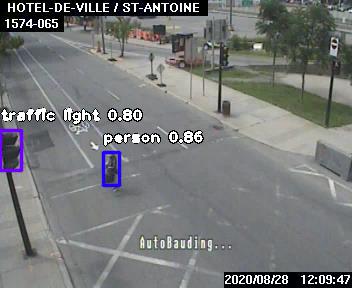 HOTEL-DE-VILLE / ST-ANTOINE
1574-065
traffic light 0.80
person 0.86
AutoBauding...
2020/08/28 12:09:47